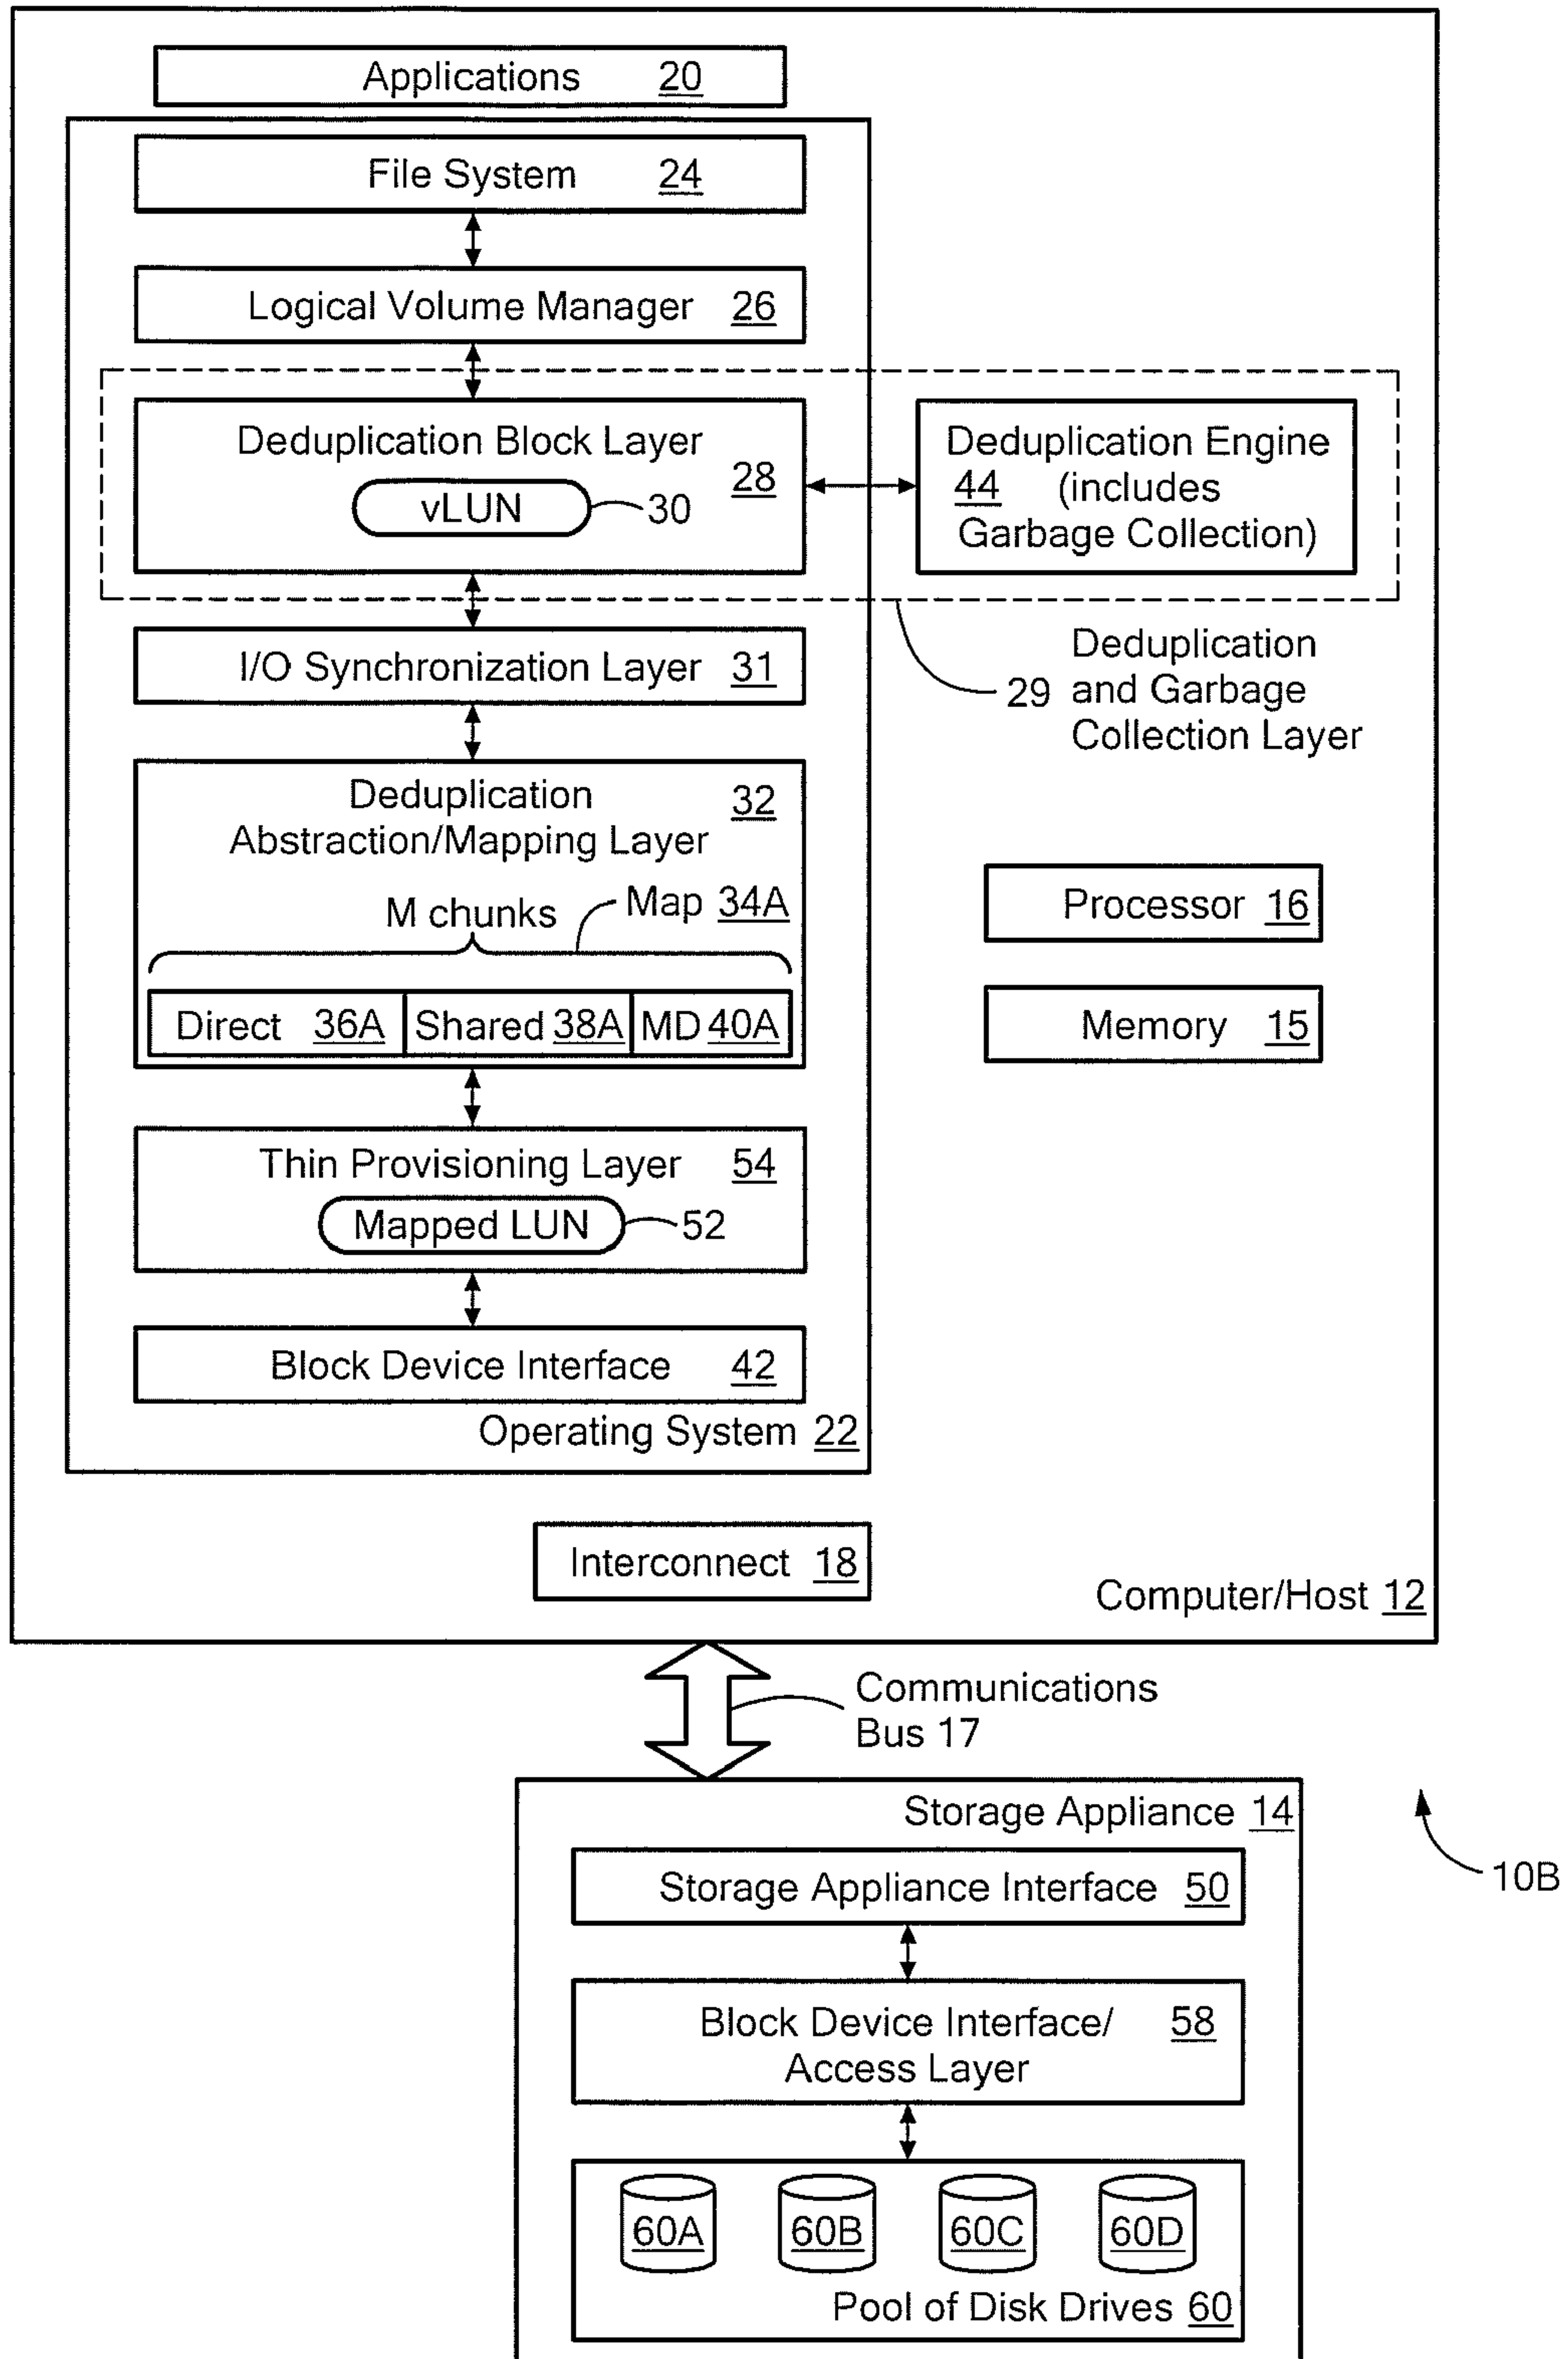 Applications 20
File System 24
Logical Volume Manager 26
Deduplication Block Layer
28
vLUN
30
Deduplication Engine
44 (includes
Garbage Collection)
I/O Synchronization Layer 31
29
Deduplication
and Garbage
Collection Layer
Deduplication
Abstraction/Mapping Layer
32
M chunks
Map 34A
Direct 36A
Shared 38A
MD 40A
Processor 16
Memory 15
Thin Provisioning Layer 54
Mapped LUN
52
Block Device Interface 42
Operating System 22
Interconnect 18
Computer/Host 12
Communications
Bus 17
Storage Appliance 14
Storage Appliance Interface 50
10B
Block Device Interface/
Access Layer
58
60A
60B
60C
60D
Pool of Disk Drives 60